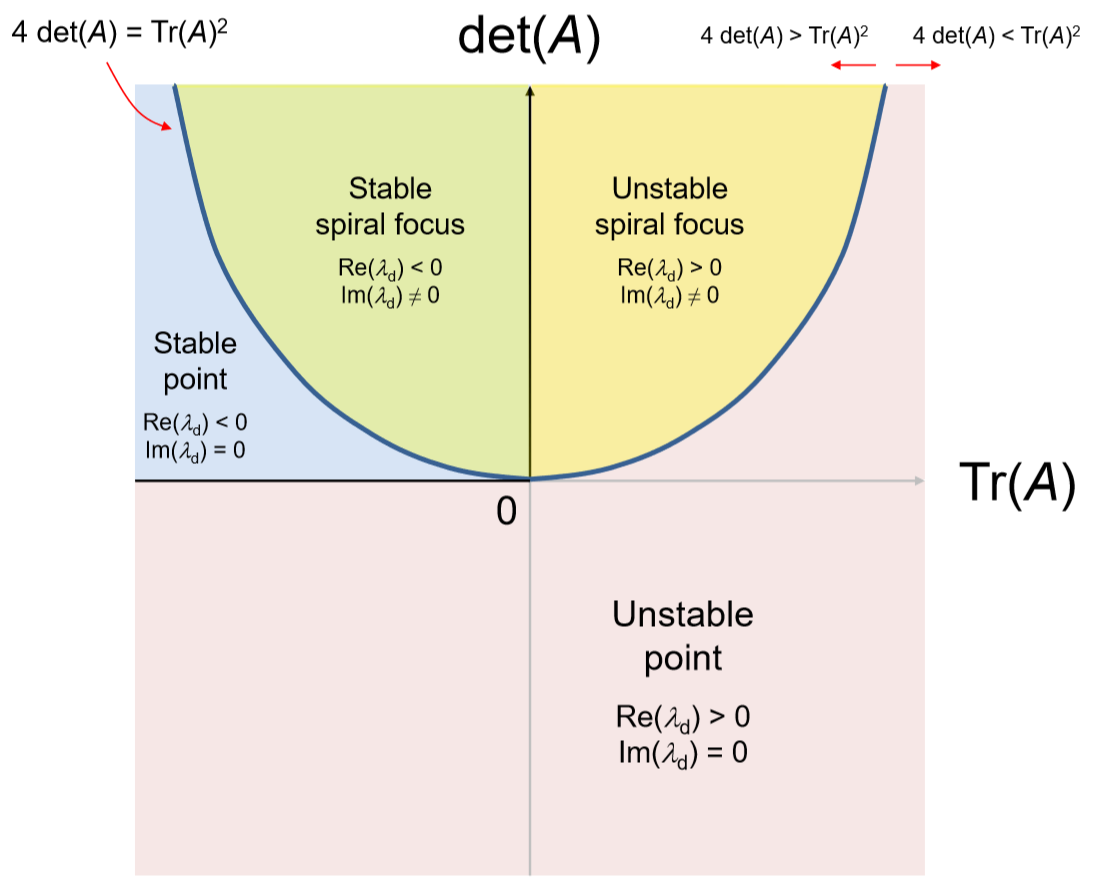 4 det(A) = Tr(A)²
det(A)
4 det(A) > Tr(A)²
4 det(A) < Tr(A)²
Stable
spiral focus
Re(λd) < 0
Im(λd) ≠ 0
Unstable
spiral focus
Re(λd) > 0
Im(λd) ≠ 0
Stable
point
Re(λd) < 0
Im(λd) = 0
Tr(A)
0
Unstable
point
Re(λd) > 0
Im(λd) = 0